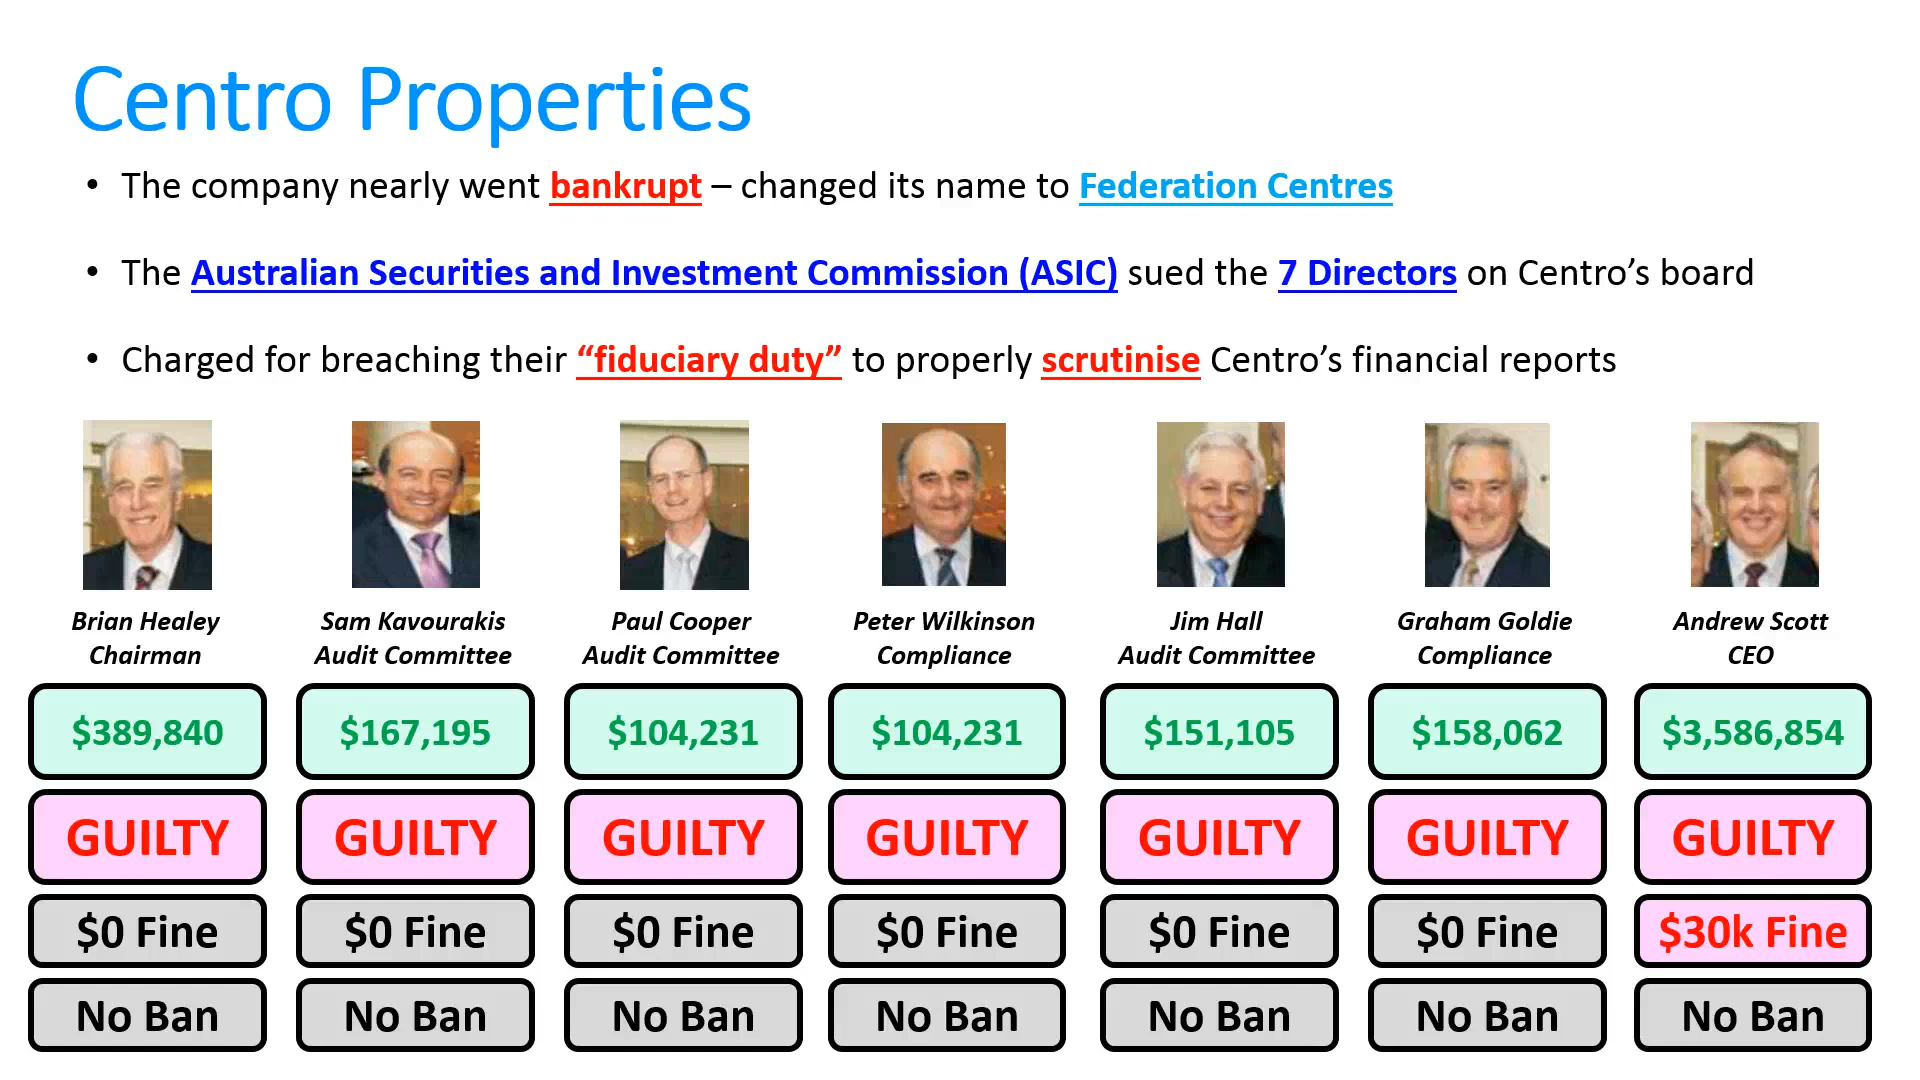 Centro Properties
• The company nearly went bankrupt – changed its name to Federation Centres
• The Australian Securities and Investment Commission (ASIC) sued the 7 Directors on Centro’s board
• Charged for breaching their “fiduciary duty” to properly scrutinise Centro’s financial reports
Brian Healey Sam Kavourakis Paul Cooper Peter Wilkinson Jim Hall Graham Goldie Andrew Scott
Chairman Audit Committee Audit Committee Compliance Audit Committee Compliance CEO
$389,840 $167,195 $104,231 $104,231 $151,105 $158,062 $3,586,854
GUILTY GUILTY GUILTY GUILTY GUILTY GUILTY GUILTY
$0 Fine $0 Fine $0 Fine $0 Fine $0 Fine $0 Fine $30k Fine
No Ban No Ban No Ban No Ban No Ban No Ban No Ban